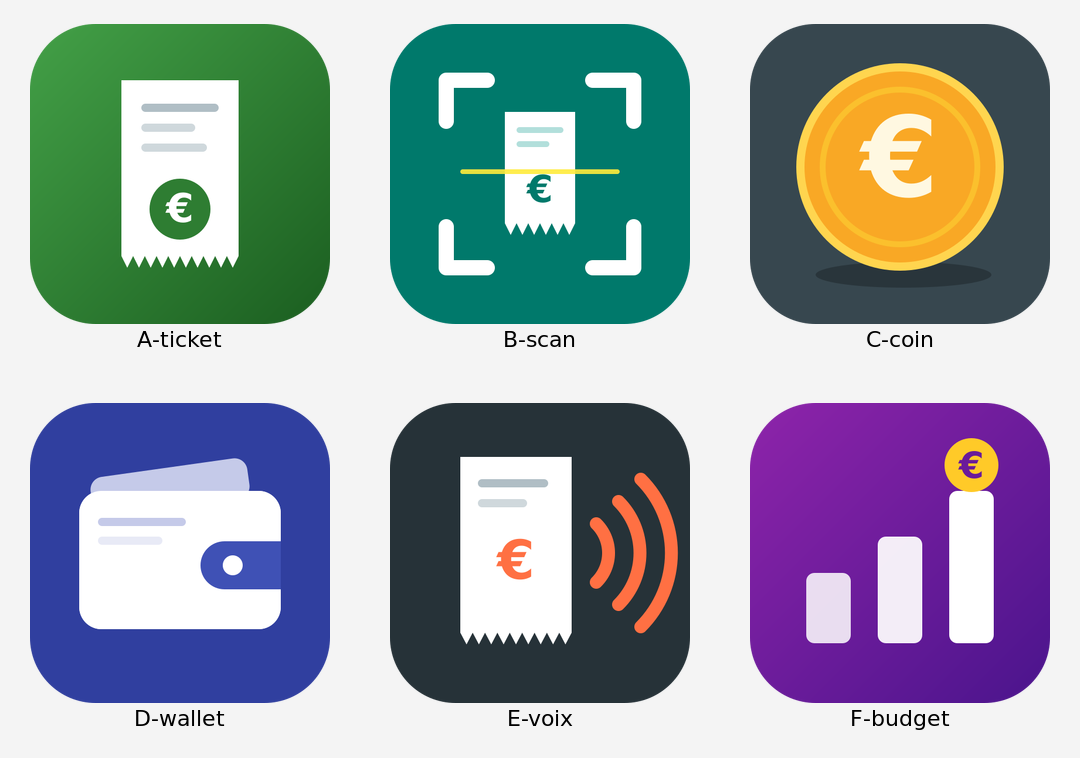 €
€
€
A-ticket
B-scan
C-coin
€
€
D-wallet
E-voix
F-budget